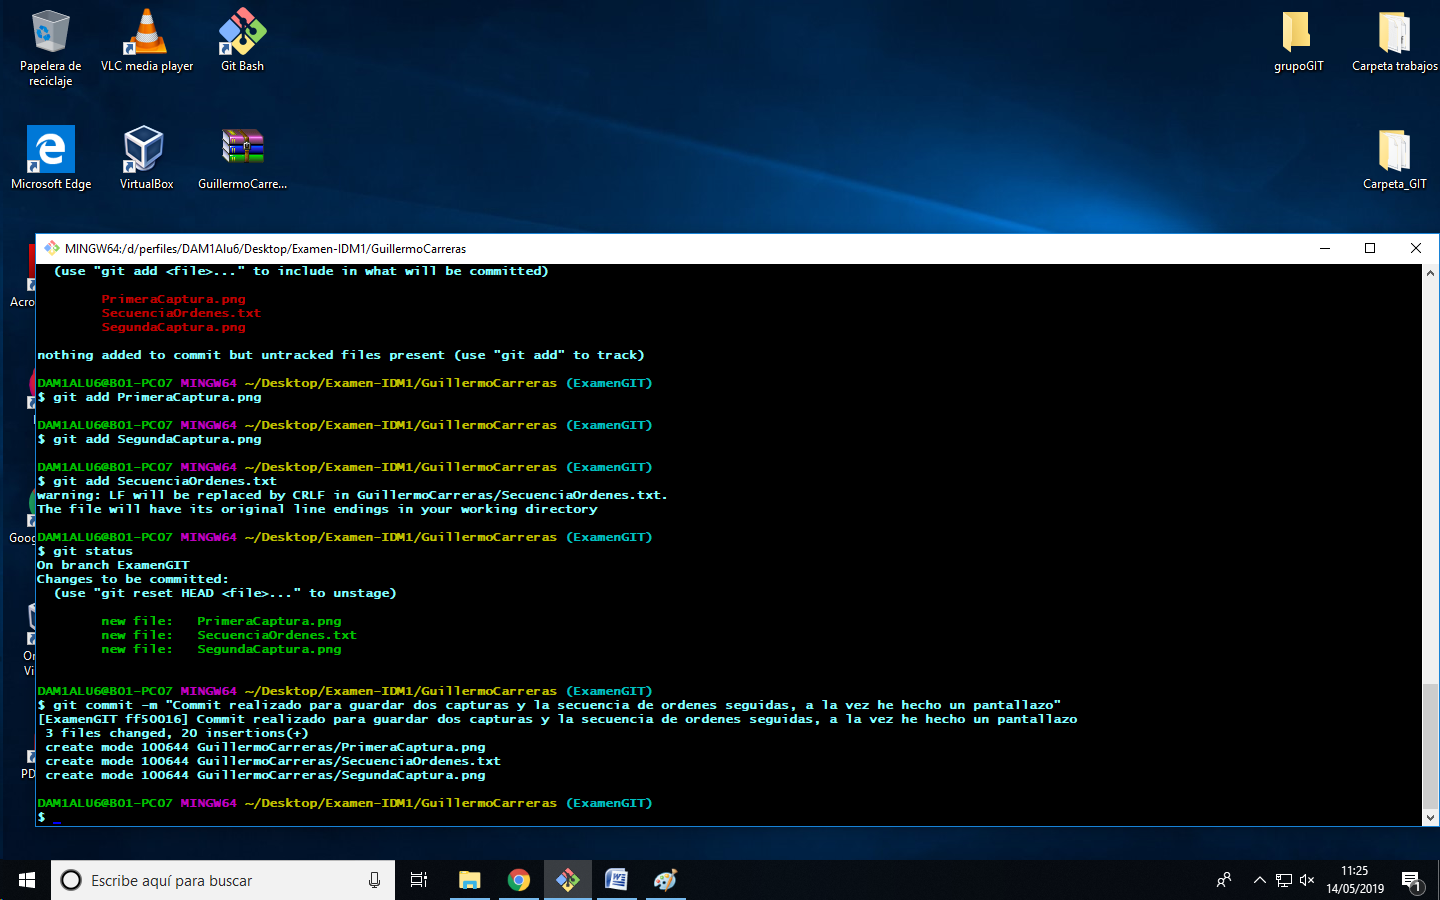 Papelera de
reciclaje
VLC media player
Git Bash
grupoGIT
Carpeta trabajos
Microsoft Edge
VirtualBox
GuillermoCarre...
Carpeta_GIT
MINGW64:/d/perfiles/DAM1Alu6/Desktop/Examen-IDM1/GuillermoCarreras
(use "git add <file>..." to include in what will be committed)
PrimeraCaptura.png
SecuenciaOrdenes.txt
SegundaCaptura.png
nothing added to commit but untracked files present (use "git add" to track)
DAM1ALU6@B01-PC07 MINGW64 ~/Desktop/Examen-IDM1/GuillermoCarreras (ExamenGIT)
$ git add PrimeraCaptura.png
DAM1ALU6@B01-PC07 MINGW64 ~/Desktop/Examen-IDM1/GuillermoCarreras (ExamenGIT)
$ git add SegundaCaptura.png
DAM1ALU6@B01-PC07 MINGW64 ~/Desktop/Examen-IDM1/GuillermoCarreras (ExamenGIT)
$ git add SecuenciaOrdenes.txt
warning: LF will be replaced by CRLF in GuillermoCarreras/SecuenciaOrdenes.txt.
The file will have its original line endings in your working directory
DAM1ALU6@B01-PC07 MINGW64 ~/Desktop/Examen-IDM1/GuillermoCarreras (ExamenGIT)
$ git status
On branch ExamenGIT
Changes to be committed:
(use "git reset HEAD <file>..." to unstage)
new file:   PrimeraCaptura.png
new file:   SecuenciaOrdenes.txt
new file:   SegundaCaptura.png
DAM1ALU6@B01-PC07 MINGW64 ~/Desktop/Examen-IDM1/GuillermoCarreras (ExamenGIT)
$ git commit -m "Commit realizado para guardar dos capturas y la secuencia de ordenes seguidas, a la vez he hecho un pantallazo"
[ExamenGIT ff50016] Commit realizado para guardar dos capturas y la secuencia de ordenes seguidas, a la vez he hecho un pantallazo
3 files changed, 20 insertions(+)
create mode 100644 GuillermoCarreras/PrimeraCaptura.png
create mode 100644 GuillermoCarreras/SecuenciaOrdenes.txt
create mode 100644 GuillermoCarreras/SegundaCaptura.png
DAM1ALU6@B01-PC07 MINGW64 ~/Desktop/Examen-IDM1/GuillermoCarreras (ExamenGIT)
$ _
Acro
Goog
Or
Vi
PD
Escribe aquí para buscar
11:25
14/05/2019
1